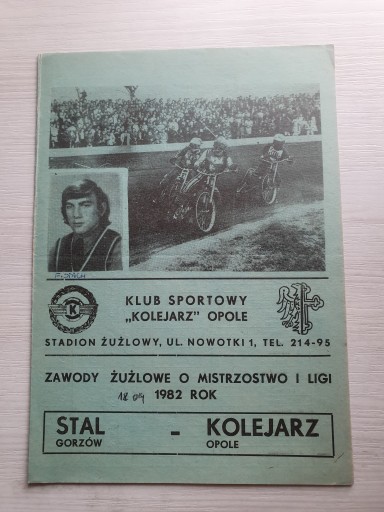 KLUB SPORTOWY
„KOLEJARZ" OPOLE
STADION ŻUŻLOWY, UL. NOWOTKI 1, TEL. 214-95
ZAWODY ŻUŻLOWE O MISTRZOSTWO I LIGI
18 04 1982 ROK
STAL - KOLEJARZ
GORZÓW OPOLE